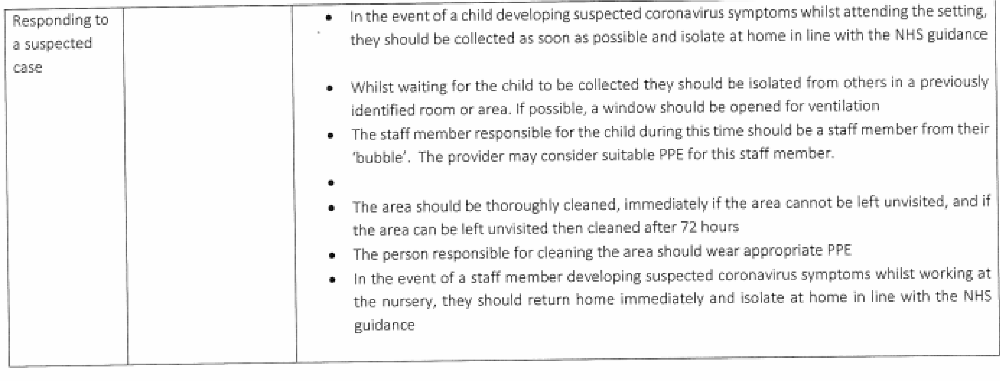 Responding to
a suspected
case
• In the event of a child developing suspected coronavirus symptoms whilst attending the setting,
they should be collected as soon as possible and isolate at home in line with the NHS guidance
• Whilst waiting for the child to be collected they should be isolated from others in a previously
identified room or area. If possible, a window should be opened for ventilation
• The staff member responsible for the child during this time should be a staff member from their
‘bubble’. The provider may consider suitable PPE for this staff member.
•
• The area should be thoroughly cleaned, immediately if the area cannot be left unvisited, and if
the area can be left unvisited then cleaned after 72 hours
• The person responsible for cleaning the area should wear appropriate PPE
• In the event of a staff member developing suspected coronavirus symptoms whilst working at
the nursery, they should return home immediately and isolate at home in line with the NHS
guidance